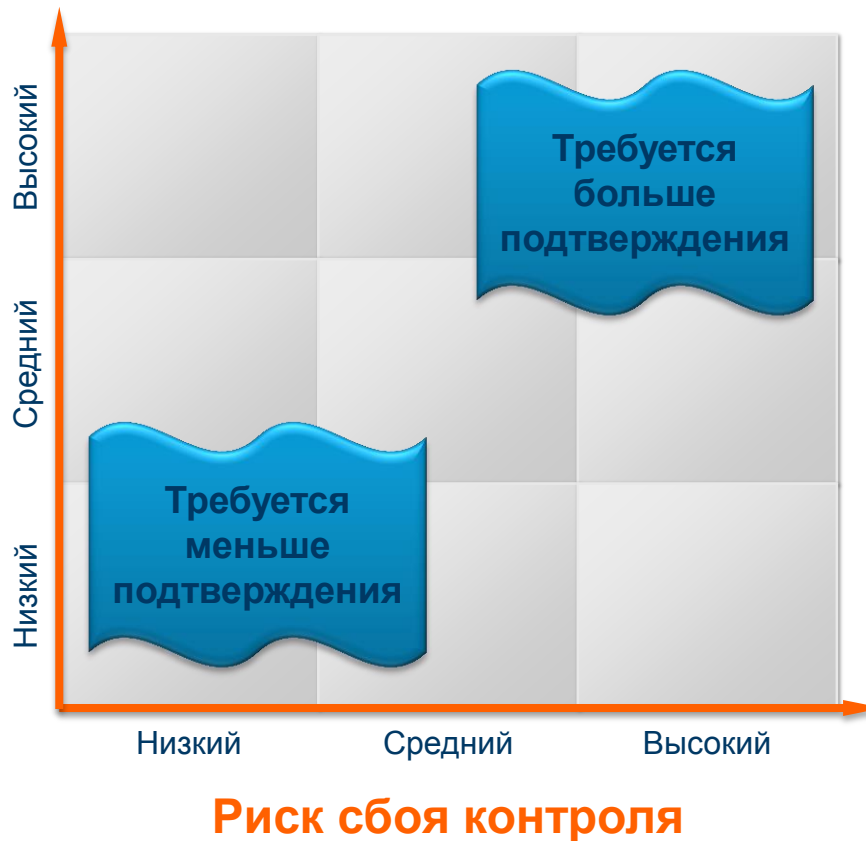 Высокий
Требуется
больше
подтверждения
Средний
Требуется
меньше
подтверждения
Низкий
Низкий
Средний
Высокий
Риск сбоя контроля